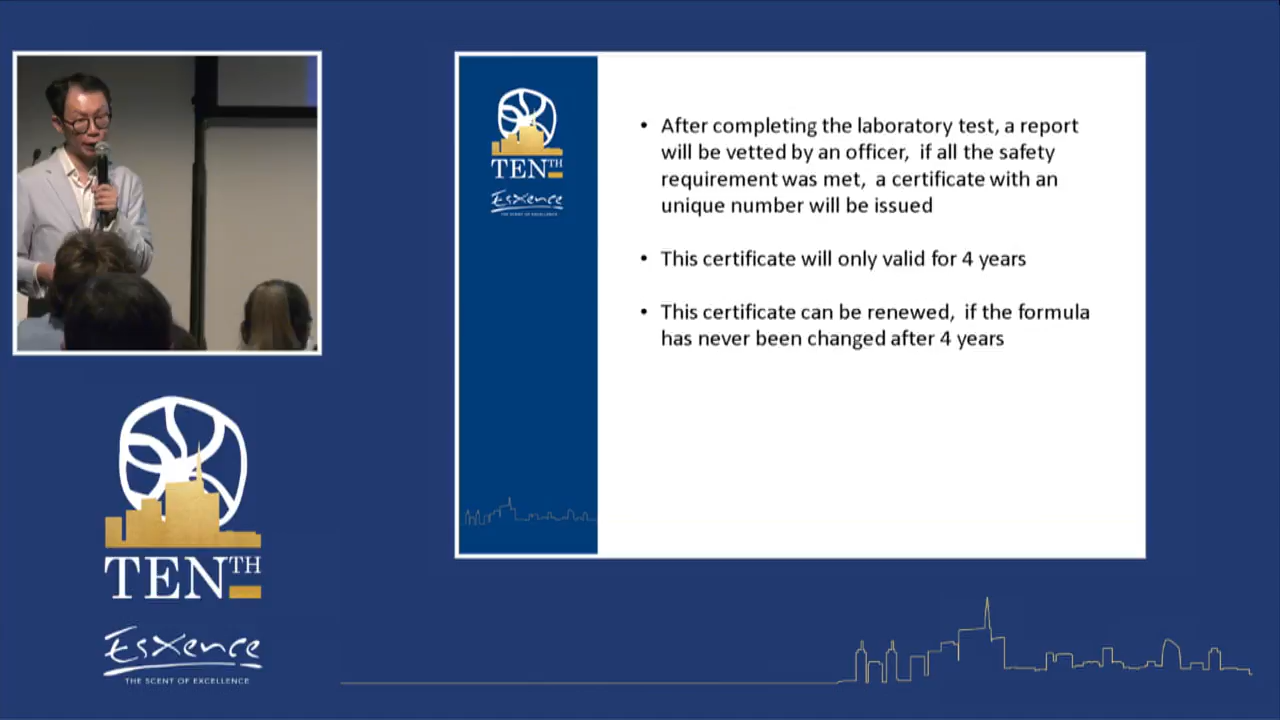 TEN TH
Esxence
THE SCENT OF EXCELLENCE
• After completing the laboratory test, a report
will be vetted by an officer, if all the safety
requirement was met, a certificate with an
unique number will be issued
• This certificate will only valid for 4 years
• This certificate can be renewed, if the formula
has never been changed after 4 years
TEN TH
Esxence
THE SCENT OF EXCELLENCE